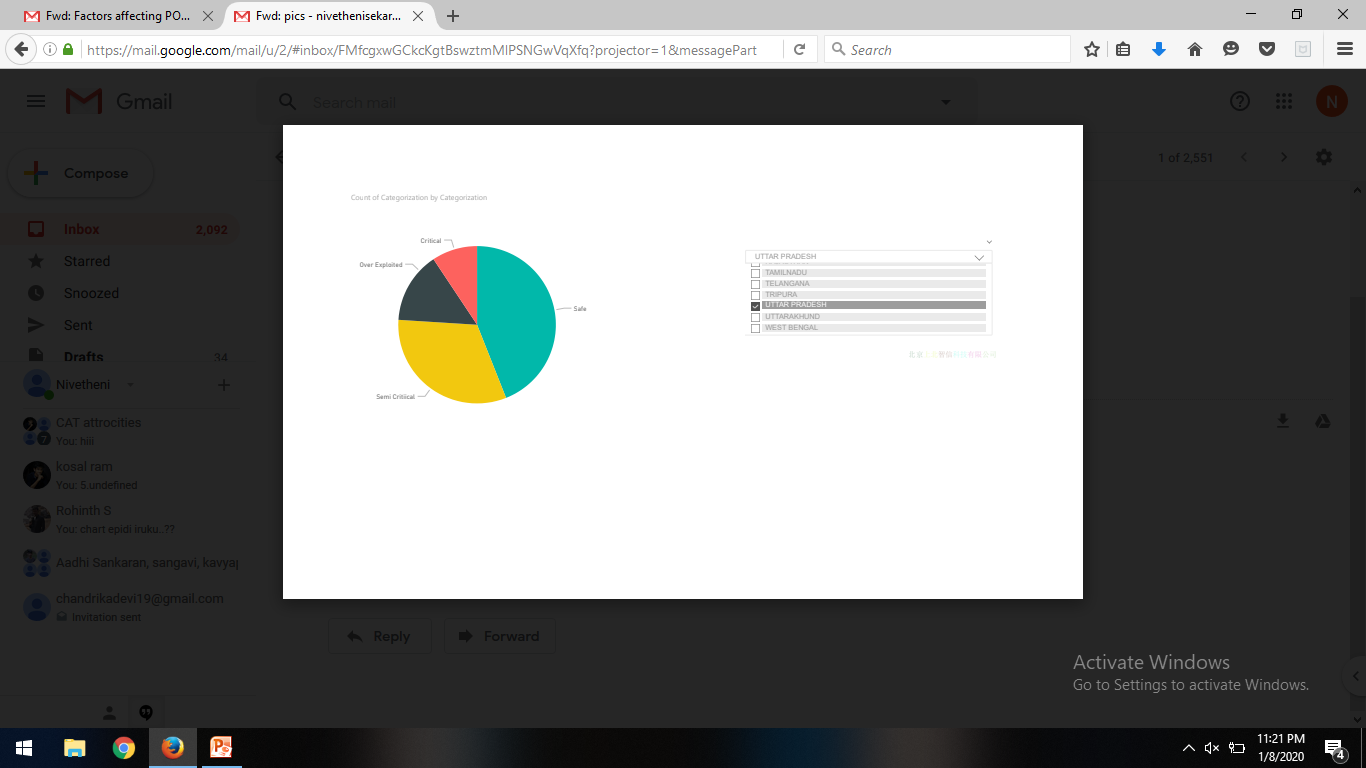 Fwd: Factors affecting PO...
Fwd: pics - nivethenisekar...
https://mail.google.com/mail/u/2/#inbox/FMfcgxwGCkcKgtBswztmMlPSNGwVqXfq?projector=1&messagePart
Search
Gmail
Search mail
N
Compose
1 of 2,551
Inbox 2,092
Starred
Snoozed
Sent
Drafts 34
Nivetheni
CAT attrocities
You: hiii
kosal ram
You: 5.undefined
Rohinth S
You: chart epidi iruku..??
Aadhi Sankaran, sangavi, kavyap
chandrikadevi19@gmail.com
Invitation sent
Count of Categorization by Categorization
Critical
Over Exploited
Safe
Semi Critical
UTTAR PRADESH
TAMILNADU
TELANGANA
TRIPURA
UTTAR PRADESH
UTTARAKHUND
WEST BENGAL
Reply
Forward
Activate Windows
Go to Settings to activate Windows.
11:21 PM
1/8/2020
4